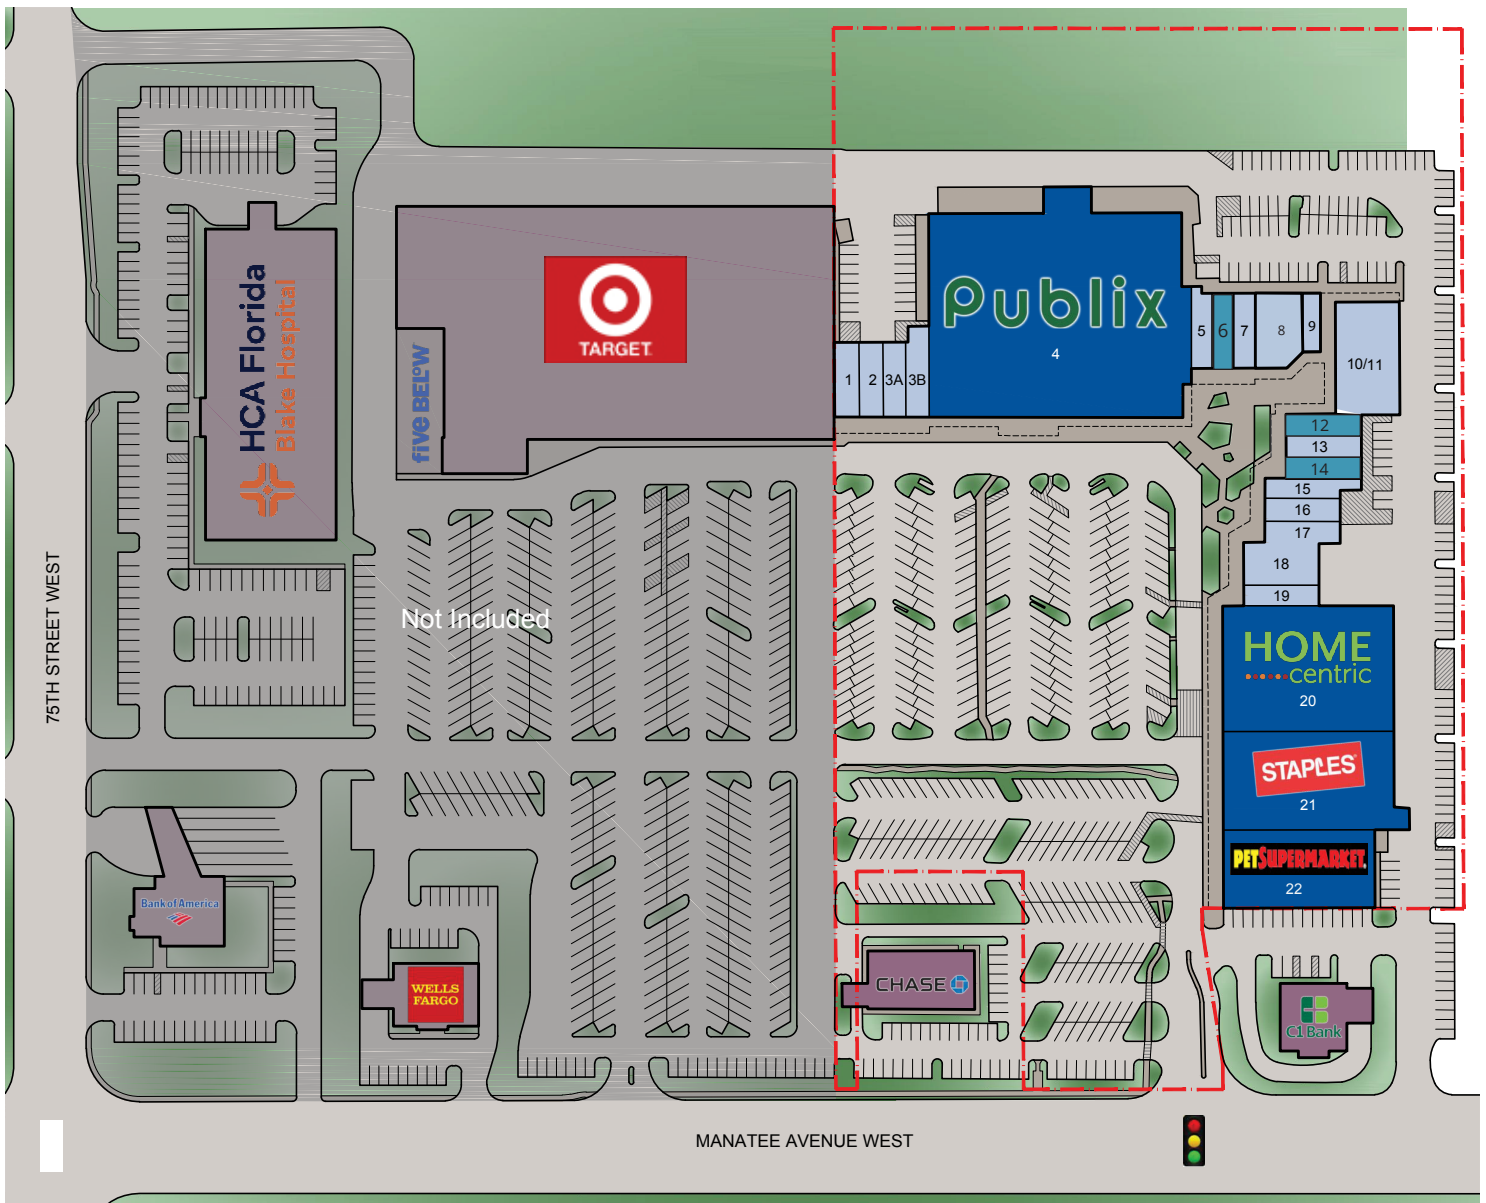 HCA Florida
Blake Hospital
TARGET
five BEL°W
Publix
4
1
2
3A
3B
5
6
7
8
9
10/11
12
13
14
15
16
17
18
19
HOME
centric
20
STAPLES
21
PETSUPERMARKET.
22
Not Included
75TH STREET WEST
Bank of America
WELLS
FARGO
CHASE
C1 Bank
MANATEE AVENUE WEST